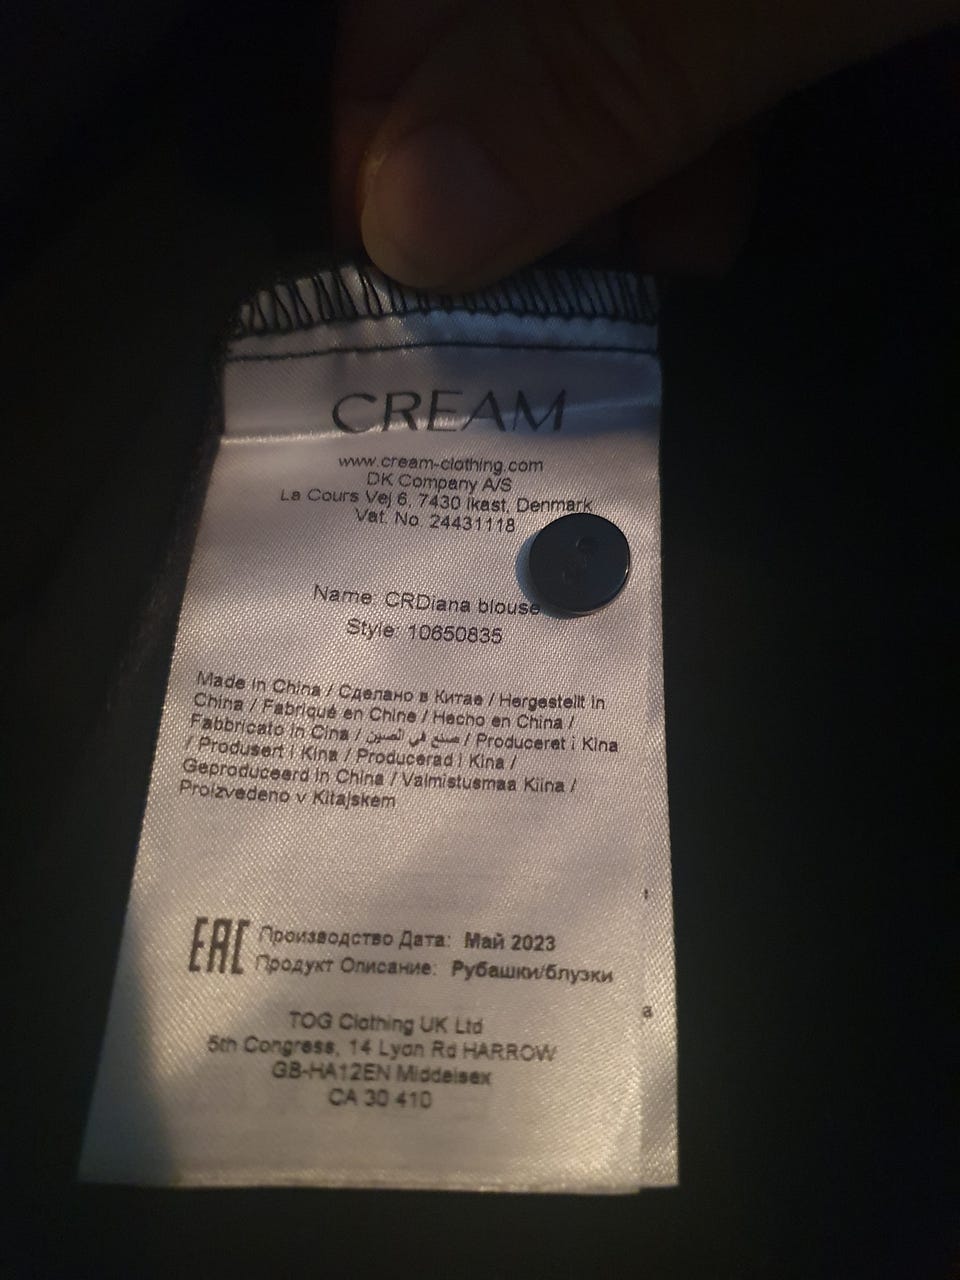 CREAM
www.cream-clothing.com
DK Company A/S
La Cours Vej 6, 7430 Ikast, Denmark
Vat. No. 24431118
Name: CRDiana blouse
Style: 10650835
Made in China / Сделано в Китае / Hergestellt in
China / Fabriqué en Chine / Hecho en China /
Fabbricato in Cina / صنع في الصين / Produceret i Kina
/ Produsert i Kina / Producerad i Kina /
Geproduceerd in China / Valmistusmaa Kiina /
Proizvedeno v Kitajskem
EAC
Производство Дата: Май 2023
Продукт Описание: Рубашки/блузки
TOG Clothing UK Ltd
5th Congress, 14 Lyon Rd HARROW
GB-HA12EN Middelsex
CA 30 410